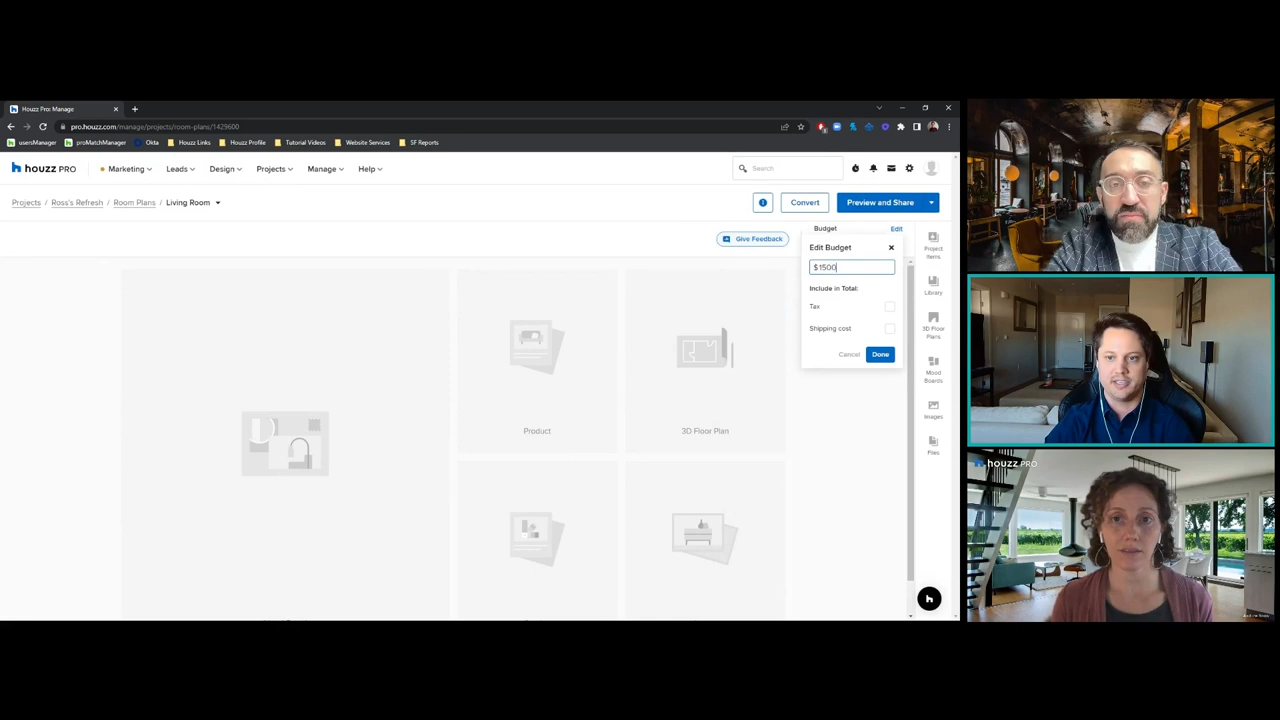 Houzz Pro: Manage
pro.houzz.com/manage/projects/room-plans/1429600
usersManager proMatchManager Okta Houzz Links Houzz Profile Tutorial Videos Website Services SF Reports
houzz PRO Marketing Leads Design Projects Manage Help Search
Projects / Ross's Refresh / Room Plans / Living Room Convert Preview and Share
Budget Edit
Give Feedback
Edit Budget
$1500
Include in Total:
Tax
Shipping cost
Cancel Done
Project
Items
Library
3D Floor
Plans
Mood
Boards
Images
Files
Product 3D Floor Plan
houzz PRO